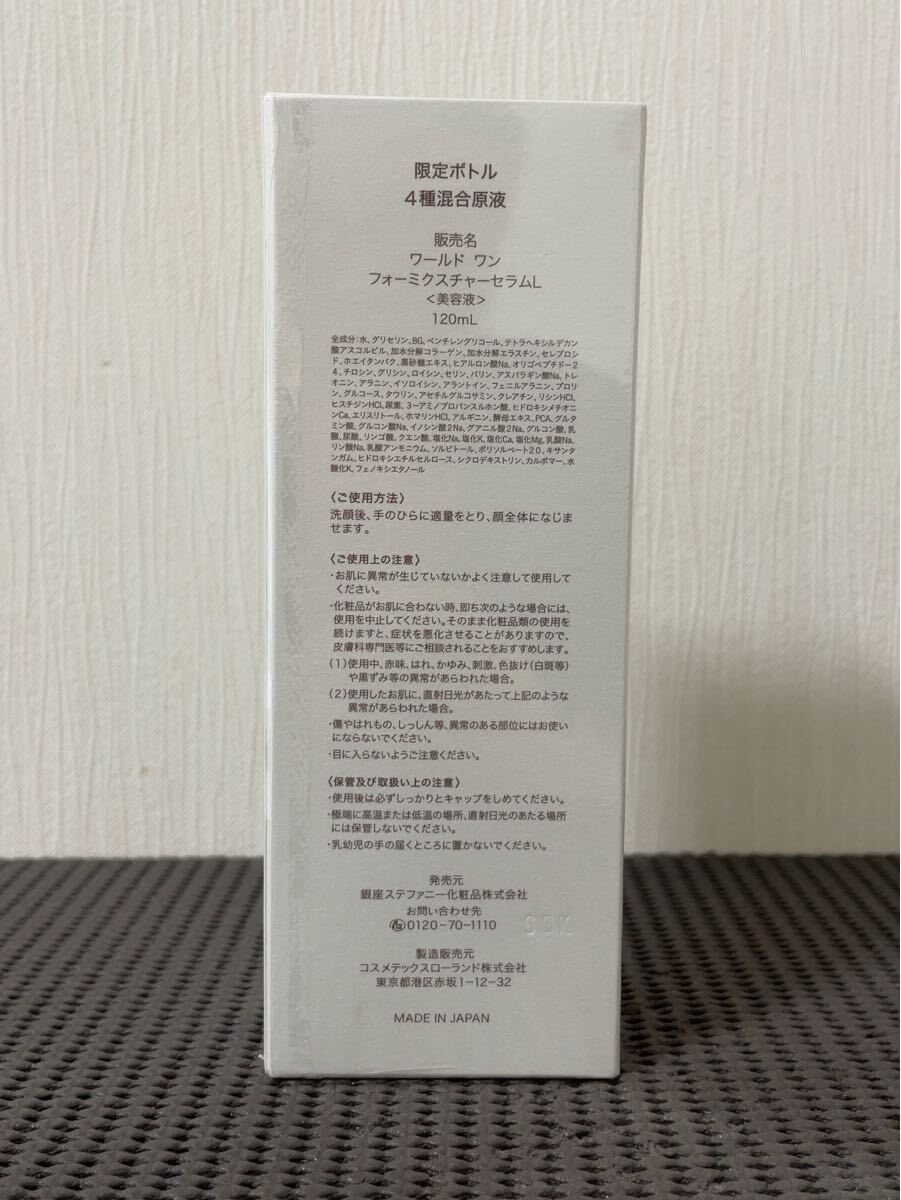 限定ボトル
4種混合原液
販売名
ワールド ワン
フォーミクスチャーセラムL
<美容液>
120mL
全成分:水、グリセリン、BG、ペンチレングリコール、テトラヘキシルデカン
酸アスコルビル、加水分解コラーゲン、加水分解エラスチン、セレブロシ
ド、ホエイタンパク、黒砂糖エキス、ヒアルロン酸Na、オリゴペプチド-2
4、チロシン、グリシン、ロイシン、セリン、バリン、アスパラギン酸Na、トレ
オニン、アラニン、イソロイシン、アラントイン、フェニルアラニン、プロリ
ン、グルコース、タウリン、アセチルグルコサミン、クレアチン、リシンHCl、
ヒスチジンHCl、尿素、3-アミノプロパンスルホン酸、ヒドロキシメチオニ
ンCa、エリスリトール、ホマリンHCl、アルギニン、酵母エキス、PCA、グルタ
ミン酸、グルコン酸Na、イノシン酸2Na、グアニル酸2Na、グルコン酸、乳
酸、尿酸、リンゴ酸、クエン酸、塩化Na、塩化K、塩化Ca、塩化Mg、乳酸Na、
リン酸Na、乳酸アンモニウム、ソルビトール、ポリソルベート20、キサンタ
ンガム、ヒドロキシエチルセルロース、シクロデキストリン、カルボマー、水
酸化K、フェノキシエタノール
〈ご使用方法〉
洗顔後、手のひらに適量をとり、顔全体になじま
せます。
〈ご使用上の注意〉
・お肌に異常が生じていないかよく注意して使用して
ください。
・化粧品がお肌に合わない時、即ち次のような場合には、
使用を中止してください。そのまま化粧品類の使用を
続けますと、症状を悪化させることがありますので、
皮膚科専門医等にご相談されることをおすすめします。
(1)使用中、赤味、はれ、かゆみ、刺激、色抜け(白斑等)
や黒ずみ等の異常があらわれた場合。
(2)使用したお肌に、直射日光があたって上記のような
異常があらわれた場合。
・傷やはれもの、しっしん等、異常のある部位にはお使い
にならないでください。
・目に入らないようご注意ください。
〈保管及び取扱い上の注意〉
・使用後は必ずしっかりとキャップをしめてください。
・極端に高温または低温の場所、直射日光のあたる場所
には保管しないでください。
・乳幼児の手の届くところに置かないでください。
発売元
銀座ステファニー化粧品株式会社
お問い合わせ先
0120-70-1110
SGK
製造販売元
コスメテックスローランド株式会社
東京都港区赤坂1-12-32
MADE IN JAPAN